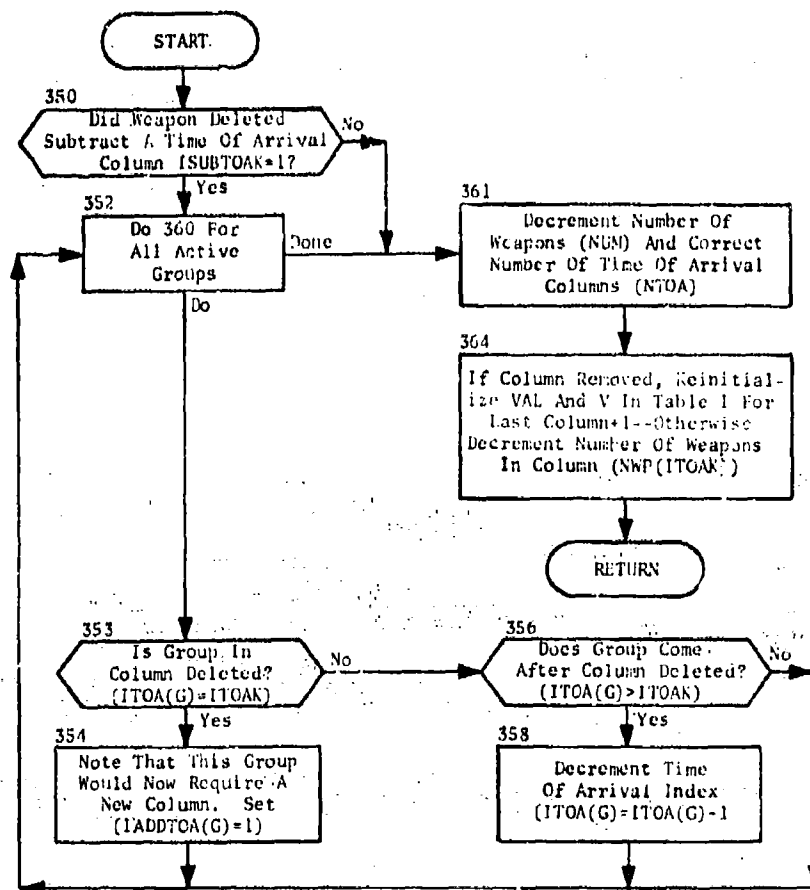 START
350
Did Weapon Deleted
Subtract A Time Of Arrival
Column ISUBTOAK=1?
No
Yes
352
Do 360 For
All Active
Groups
Done
Do
361
Decrement Number Of
Weapons (NUM) And Correct
Number Of Time Of Arrival
Columns (NTOA)
364
If Column Removed, Reinitial-
ize VAL And V In Table I For
Last Column+1--Otherwise
Decrement Number Of Weapons
In Column (NWP(ITOAK))
RETURN
353
Is Group In
Column Deleted?
(ITOA(G)=ITOAK)
No
Yes
354
Note That This Group
Would Now Require A
New Column. Set
(IADDTOA(G)=1)
356
Does Group Come
After Column Deleted?
(ITOA(G)>ITOAK)
No
Yes
358
Decrement Time
Of Arrival Index
(ITOA(G)=ITOA(G)-1